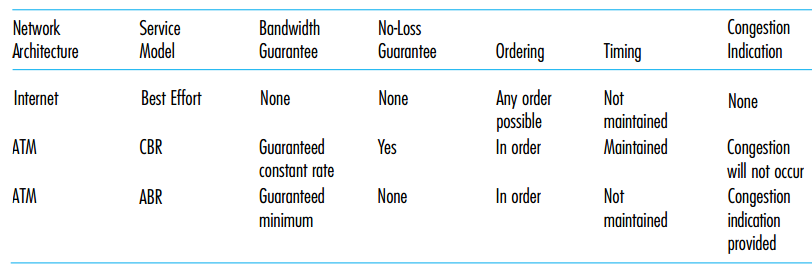 Network Service Bandwidth No-Loss Congestion
Architecture Model Guarantee Guarantee Ordering Timing Indication
Internet Best Effort None None Any order Not None
possible maintained
ATM CBR Guaranteed Yes In order Maintained Congestion
constant rate will not occur
ATM ABR Guaranteed None In order Not Congestion
minimum maintained indication
provided